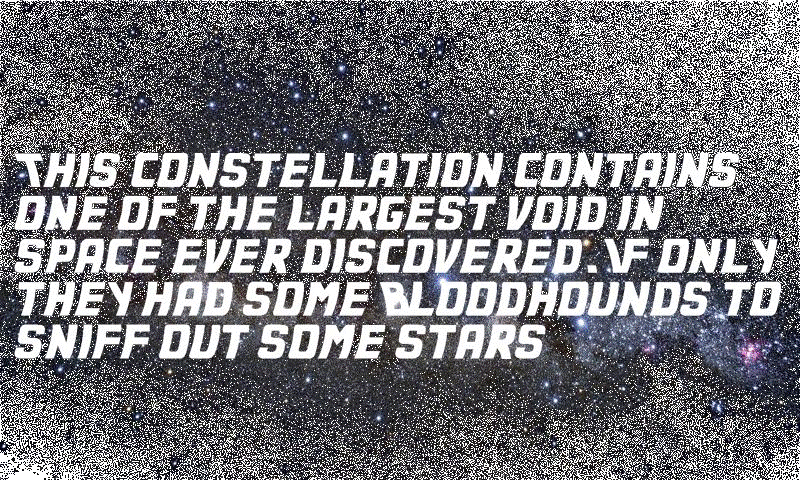 THIS CONSTELLATION CONTAINS
ONE OF THE LARGEST VOID IN
SPACE EVER DISCOVERED. IF ONLY
THEY HAD SOME BLOODHOUNDS TO
SNIFF OUT SOME STARS